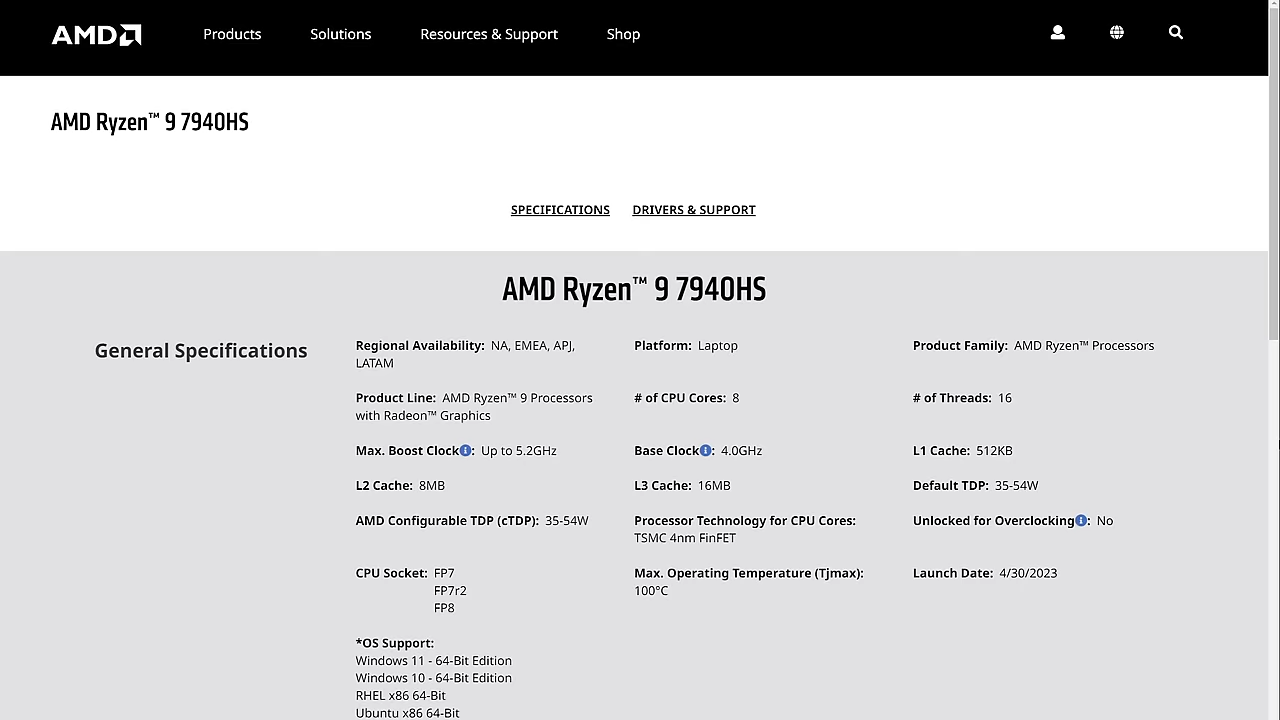 AMD
Products
Solutions
Resources & Support
Shop
AMD Ryzen™ 9 7940HS
SPECIFICATIONS
DRIVERS & SUPPORT
AMD Ryzen™ 9 7940HS
General Specifications
Regional Availability: NA, EMEA, APJ,
LATAM
Platform: Laptop
Product Family: AMD Ryzen™ Processors
Product Line: AMD Ryzen™ 9 Processors
with Radeon™ Graphics
# of CPU Cores: 8
# of Threads: 16
Max. Boost Clock: Up to 5.2GHz
Base Clock: 4.0GHz
L1 Cache: 512KB
L2 Cache: 8MB
L3 Cache: 16MB
Default TDP: 35-54W
AMD Configurable TDP (cTDP): 35-54W
Processor Technology for CPU Cores:
TSMC 4nm FinFET
Unlocked for Overclocking: No
CPU Socket: FP7
FP7r2
FP8
Max. Operating Temperature (Tjmax):
100°C
Launch Date: 4/30/2023
*OS Support:
Windows 11 - 64-Bit Edition
Windows 10 - 64-Bit Edition
RHEL x86 64-Bit
Ubuntu x86 64-Bit